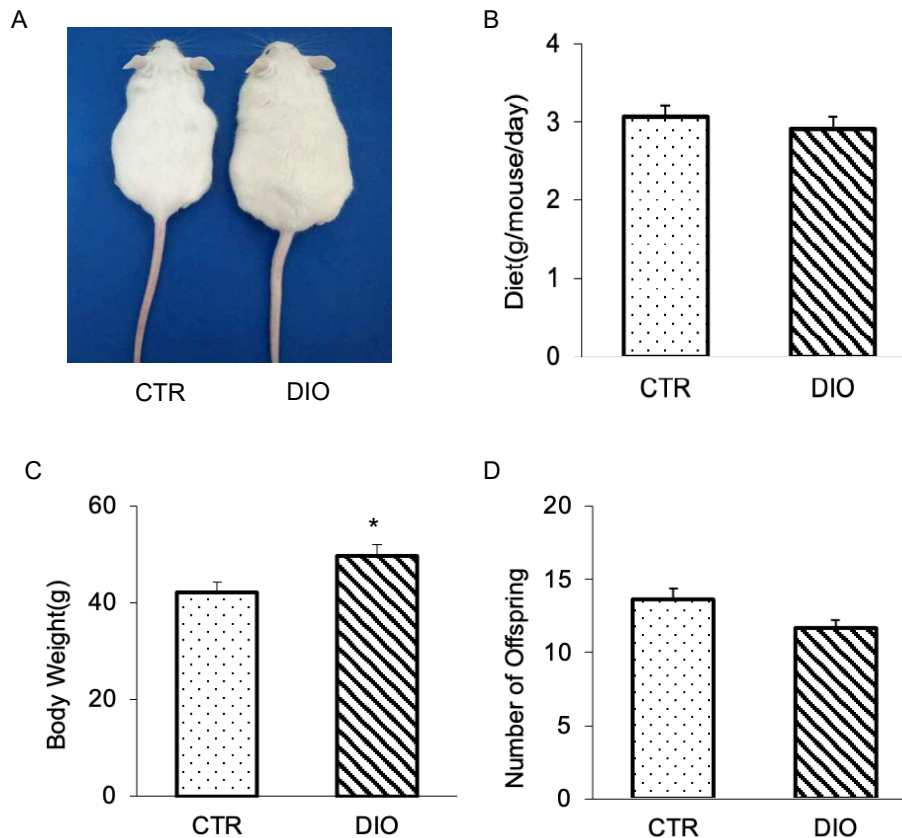 A
CTR DIO
B
Diet(g/mouse/day)
4
3
2
1
0
CTR DIO
C
Body Weight(g)
60
40
20
0
*
CTR DIO
D
Number of Offspring
20
15
10
5
0
CTR DIO